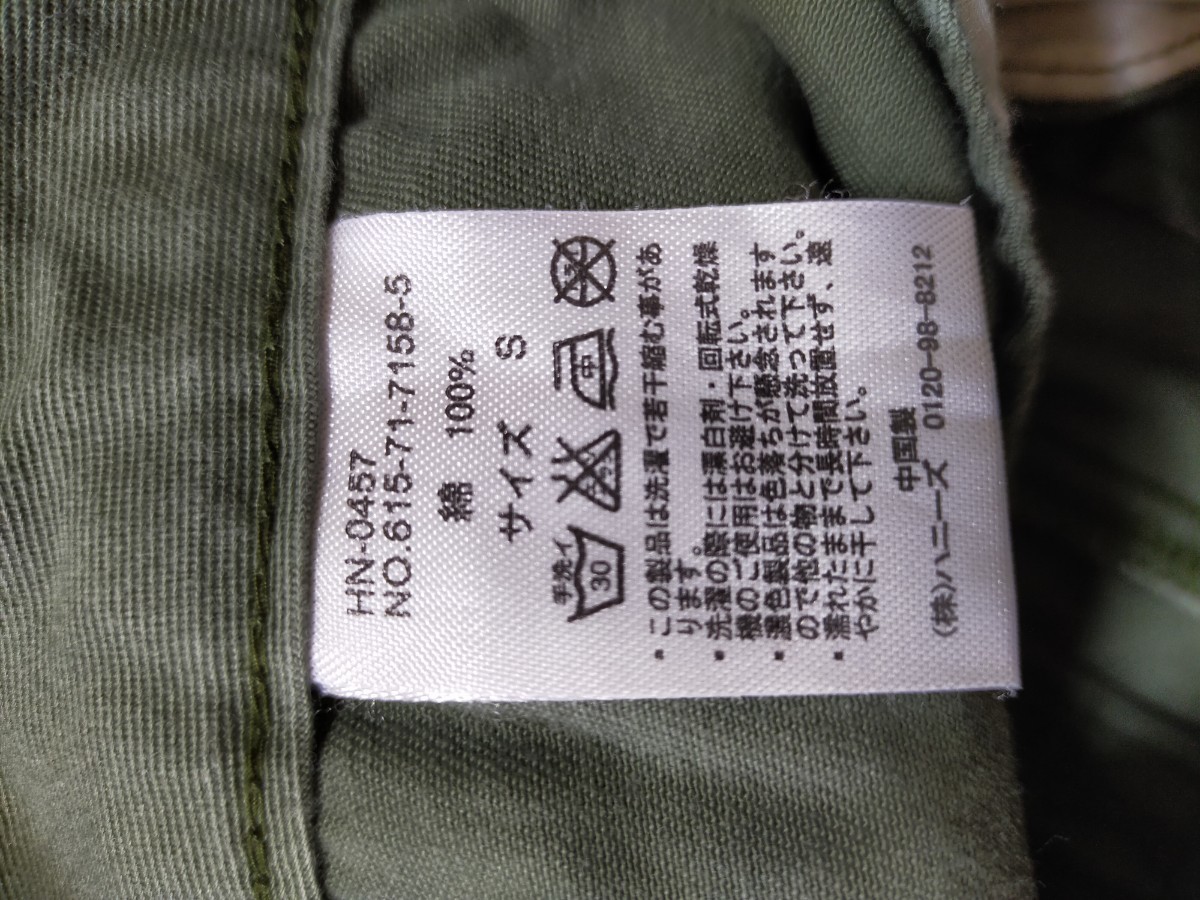 HN-0457
NO.615-71-7158-5
綿 100%
サイズ S
手洗イ
30
中
・この製品は洗濯で若干縮む事があ
ります。
・洗濯の際には漂白剤・回転式乾燥
機のご使用はお避け下さい。
・濃色製品は色落ちが懸念されます
ので他の物と分けて洗って下さい。
・濡れたままで長時間放置せず、速
やかに干して下さい。
中国製
(株)ハニーズ 0120-98-8212